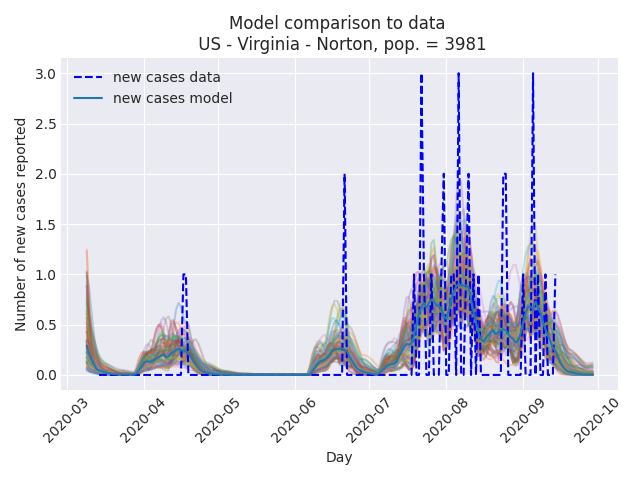 Model comparison to data
US - Virginia - Norton, pop. = 3981
new cases data
new cases model
Number of new cases reported
3.0
2.5
2.0
1.5
1.0
0.5
0.0
2020-03
2020-04
2020-05
2020-06
2020-07
2020-08
2020-09
2020-10
Day